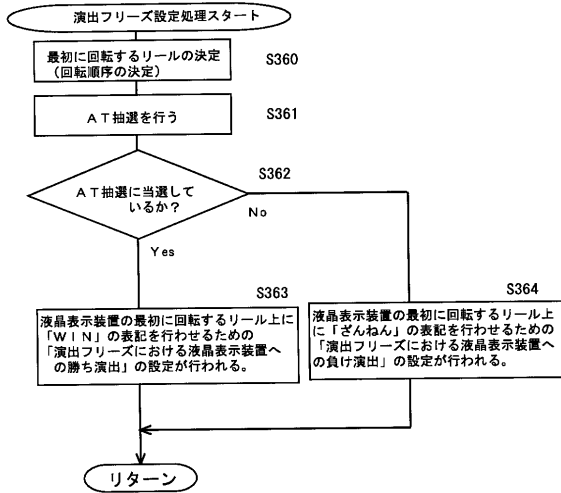 演出フリーズ設定処理スタート
最初に回転するリールの決定
（回転順序の決定）
S360
ＡＴ抽選を行う
S361
S362
ＡＴ抽選に当選して
いるか？
No
Yes
S363
液晶表示装置の最初に回転するリール上に
「ＷＩＮ」の表記を行わせるための
「演出フリーズにおける液晶表示装置へ
の勝ち演出」の設定が行われる。
S364
液晶表示装置の最初に回転するリール上
に「ざんねん」の表記を行わせるための
「演出フリーズにおける液晶表示装置へ
の負け演出」の設定が行われる。
リターン